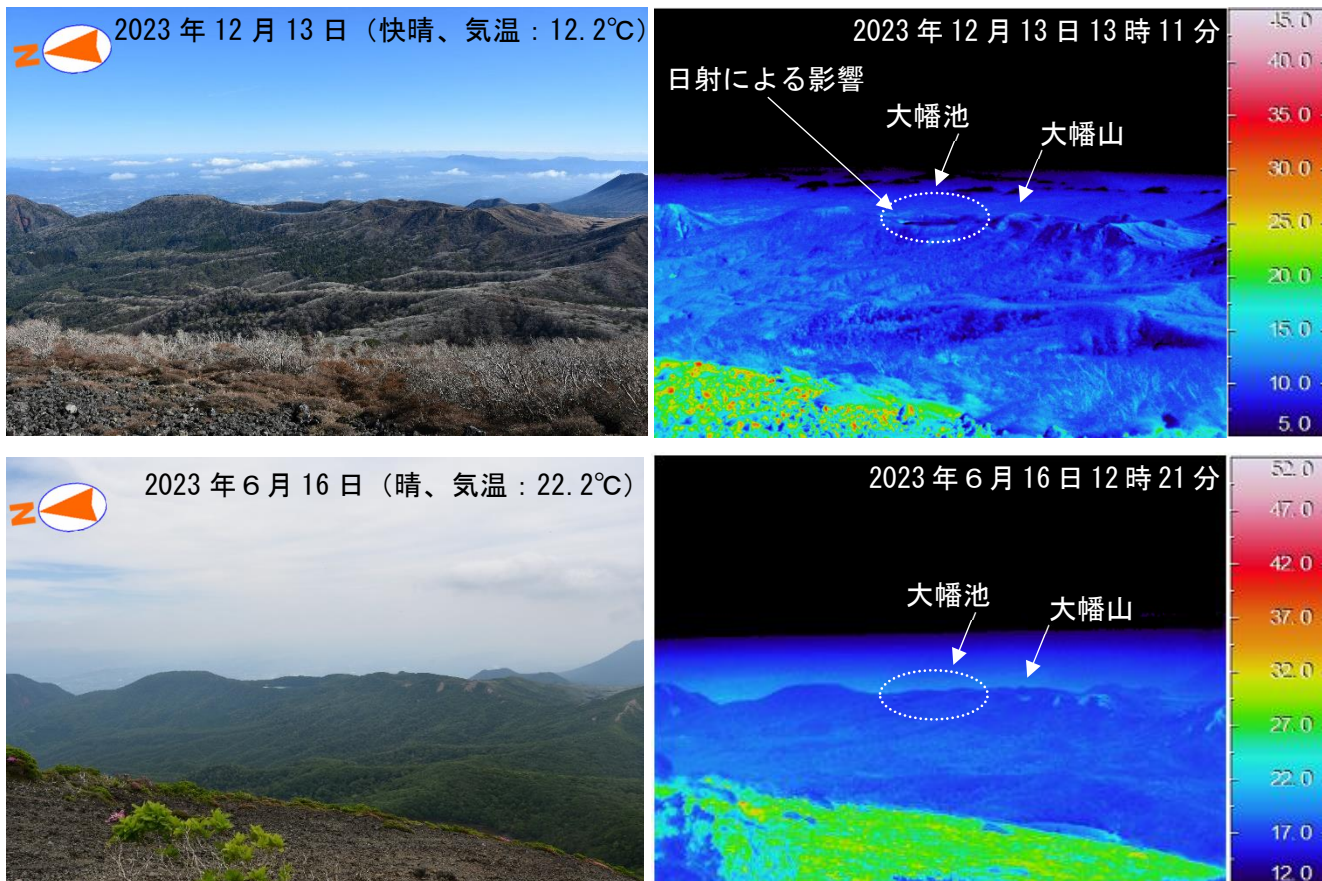 N
2023年12月13日（快晴、気温：12.2℃）
2023年12月13日13時11分
日射による影響
大幡池
大幡山
45.0
40.0
35.0
30.0
25.0
20.0
15.0
10.0
5.0
N
2023年６月16日（晴、気温：22.2℃）
2023年６月16日12時21分
大幡池
大幡山
52.0
47.0
42.0
37.0
32.0
27.0
22.0
17.0
12.0